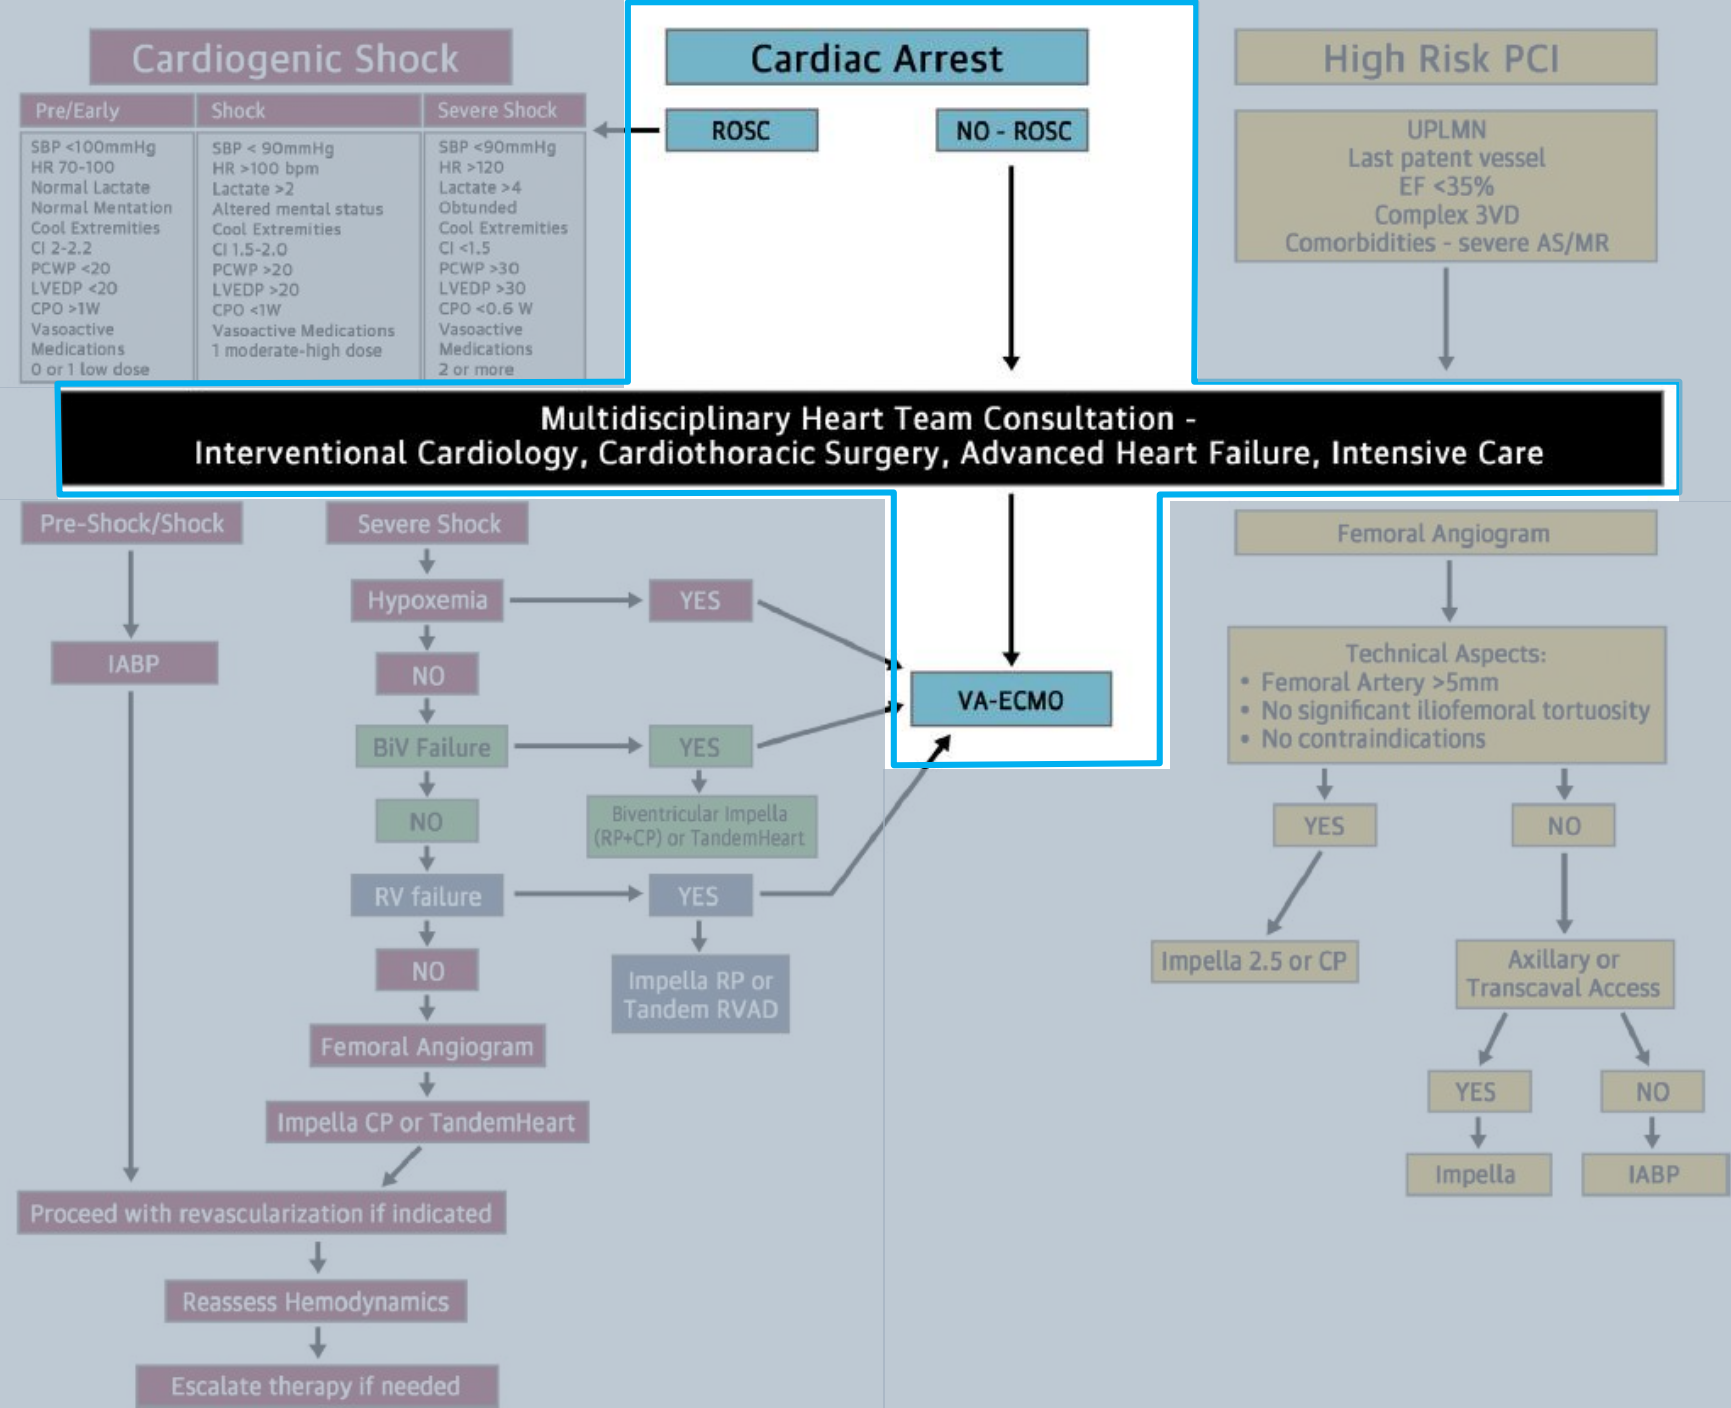 Cardiogenic Shock
Pre/Early
SBP <100mmHg
HR 70-100
Normal Lactate
Normal Mentation
Cool Extremities
CI 2-2.2
PCWP <20
LVEDP <20
CPO >1W
Vasoactive
Medications
0 or 1 low dose
Shock
SBP < 90mmHg
HR >100 bpm
Lactate >2
Altered mental status
Cool Extremities
CI 1.5-2.0
PCWP >20
LVEDP >20
CPO <1W
Vasoactive Medications
1 moderate-high dose
Severe Shock
SBP <90mmHg
HR >120
Lactate >4
Obtunded
Cool Extremities
CI <1.5
PCWP >30
LVEDP >30
CPO <0.6 W
Vasoactive
Medications
2 or more
Cardiac Arrest
ROSC
NO - ROSC
High Risk PCI
UPLMN
Last patent vessel
EF <35%
Complex 3VD
Comorbidities - severe AS/MR
Multidisciplinary Heart Team Consultation -
Interventional Cardiology, Cardiothoracic Surgery, Advanced Heart Failure, Intensive Care
Pre-Shock/Shock
IABP
Severe Shock
Hypoxemia
YES
NO
BiV Failure
YES
Biventricular Impella
(RP+CP) or TandemHeart
NO
RV failure
YES
Impella RP or
Tandem RVAD
NO
Femoral Angiogram
Impella CP or TandemHeart
Proceed with revascularization if indicated
Reassess Hemodynamics
Escalate therapy if needed
VA-ECMO
Femoral Angiogram
Technical Aspects:
• Femoral Artery >5mm
• No significant iliofemoral tortuosity
• No contraindications
YES
NO
Impella 2.5 or CP
Axillary or
Transcaval Access
YES
NO
Impella
IABP